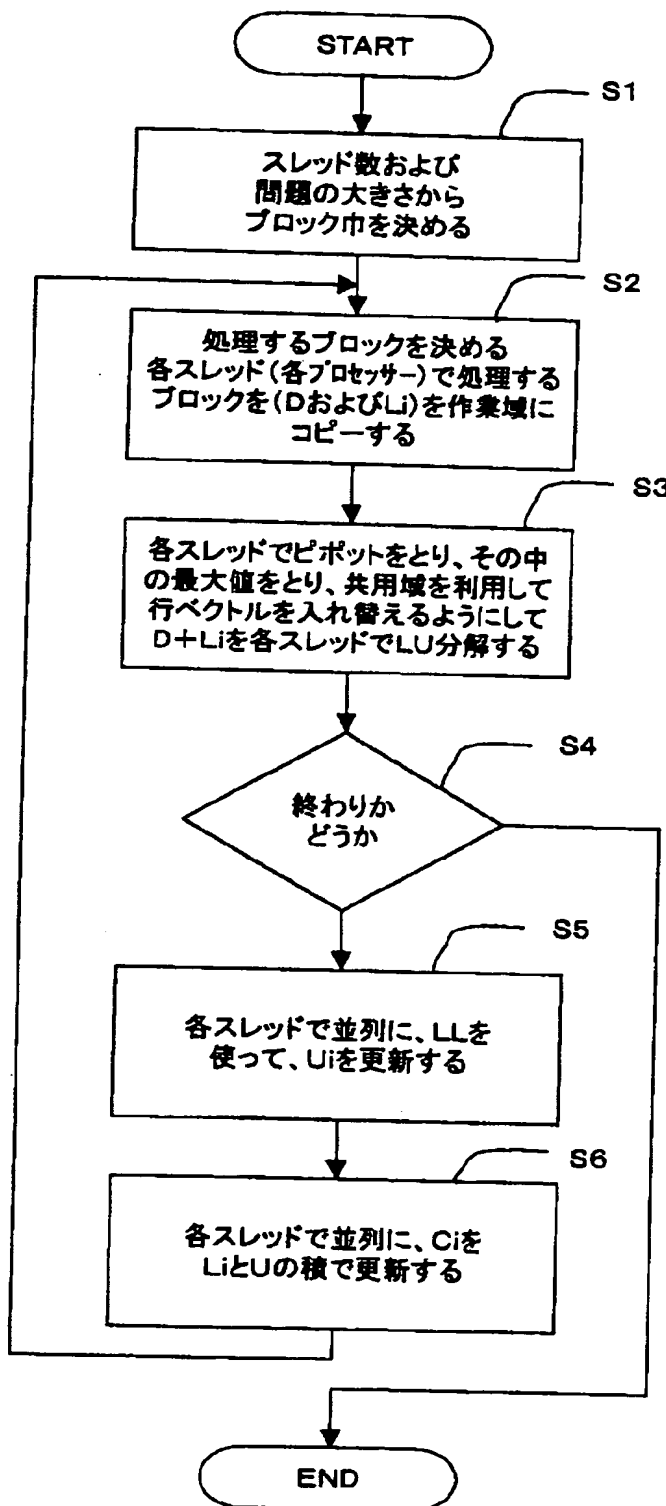 START
S1
スレッド数および
問題の大きさから
ブロック巾を決める
S2
処理するブロックを決める
各スレッド(各プロセッサー)で処理する
ブロックを(DおよびLi)を作業域に
コピーする
S3
各スレッドでピボットをとり、その中
の最大値をとり、共用域を利用して
行ベクトルを入れ替えるようにして
D+Liを各スレッドでLU分解する
S4
終わりか
どうか
S5
各スレッドで並列に、LLを
使って、Uiを更新する
S6
各スレッドで並列に、Ciを
LiとUの積で更新する
END